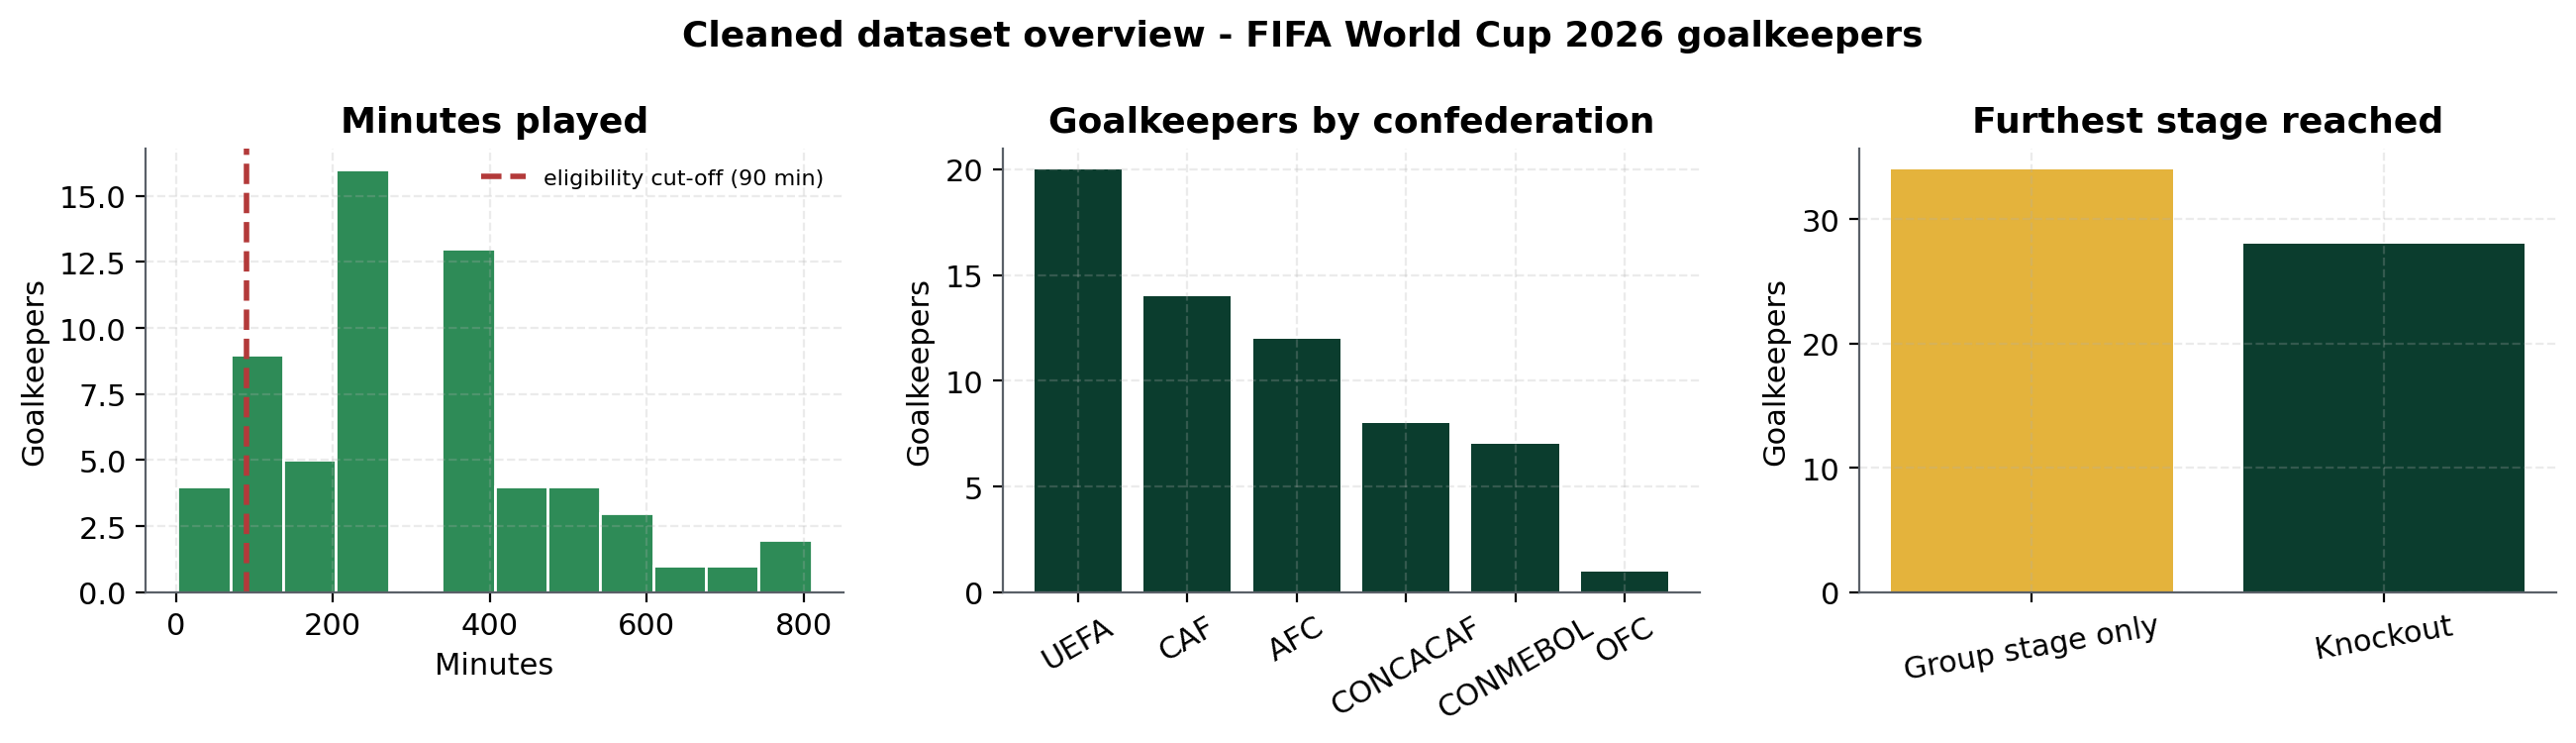 Cleaned dataset overview - FIFA World Cup 2026 goalkeepers
Minutes played
Goalkeepers
15.0
12.5
10.0
7.5
5.0
2.5
0.0
eligibility cut-off (90 min)
0 200 400 600 800
Minutes
Goalkeepers by confederation
Goalkeepers
20
15
10
5
0
UEFA CAF AFC CONCACAF CONMEBOL OFC
Furthest stage reached
Goalkeepers
30
20
10
0
Group stage only Knockout